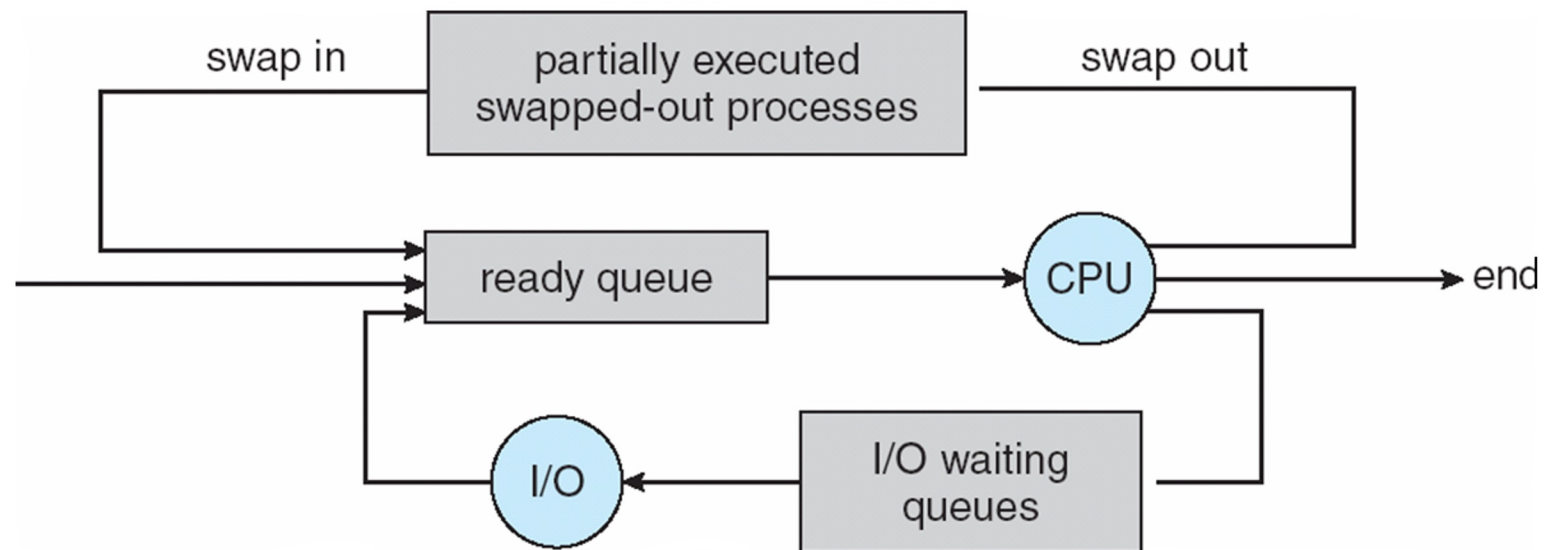 swap in
partially executed
swapped-out processes
swap out
ready queue
CPU
end
I/O
I/O waiting
queues